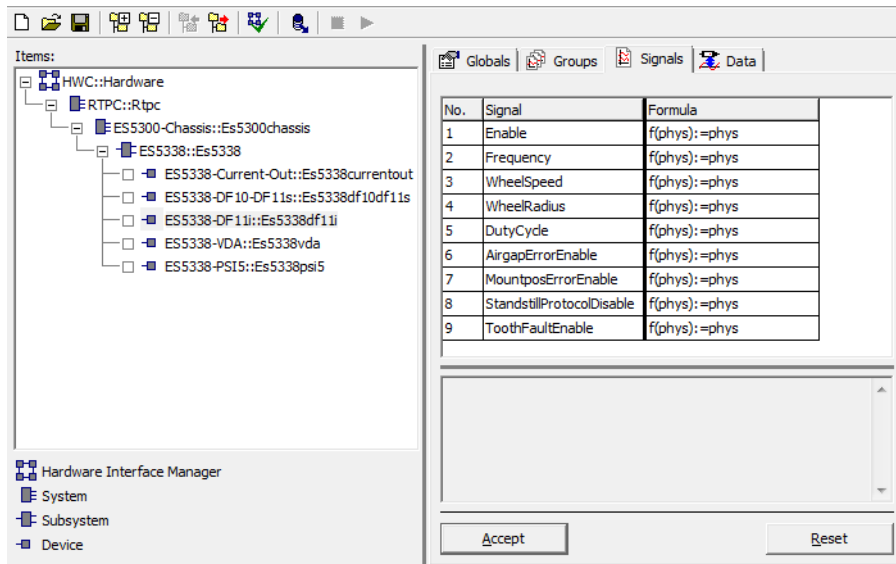 Items:
HWC::Hardware
RTPC::Rtpc
ES5300-Chassis::Es5300chassis
ES5338::Es5338
ES5338-Current-Out::Es5338currentout
ES5338-DF10-DF11s::Es5338df10df11s
ES5338-DF11i::Es5338df11i
ES5338-VDA::Es5338vda
ES5338-PSI5::Es5338psi5
Hardware Interface Manager
System
Subsystem
Device
Globals Groups Signals Data
No. Signal Formula
1 Enable f(phys):=phys
2 Frequency f(phys):=phys
3 WheelSpeed f(phys):=phys
4 WheelRadius f(phys):=phys
5 DutyCycle f(phys):=phys
6 AirgapErrorEnable f(phys):=phys
7 MountposErrorEnable f(phys):=phys
8 StandstillProtocolDisable f(phys):=phys
9 ToothFaultEnable f(phys):=phys
Accept Reset